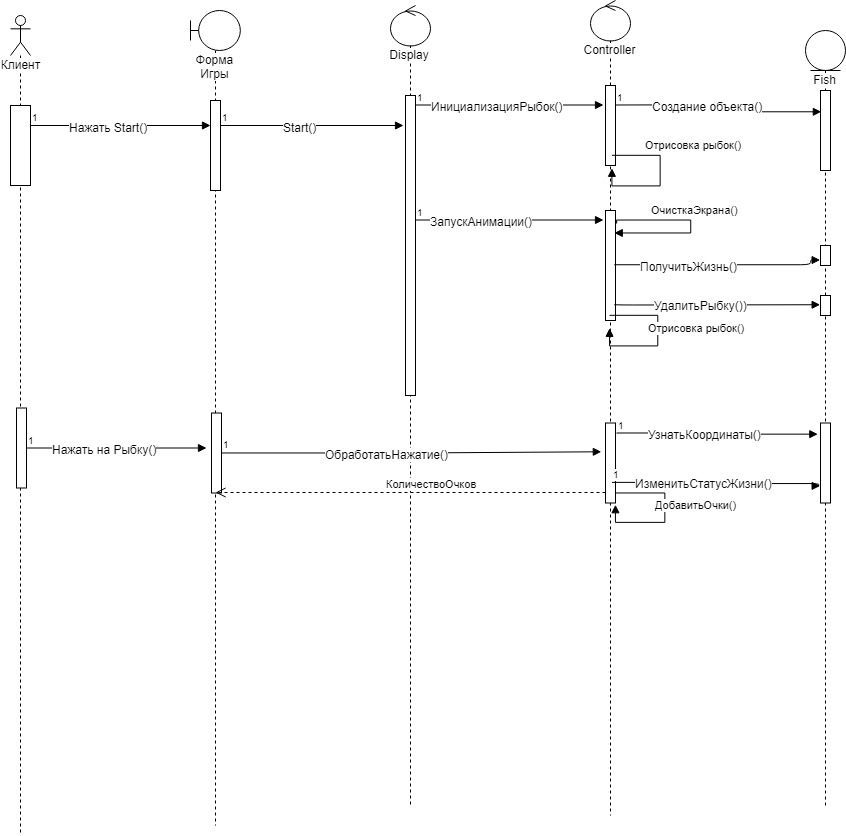 Клиент
Форма
Игры
Display
Controller
Fish
1
Нажать Start()
1
Start()
1
ИнициализацияРыбок()
1
Создание объекта()
Отрисовка рыбок()
1
ЗапускАнимации()
ОчисткаЭкрана()
ПолучитьЖизнь()
УдалитьРыбку())
Отрисовка рыбок()
1
Нажать на Рыбку()
1
ОбработатьНажатие()
1
УзнатьКоординаты()
1
ИзменитьСтатусЖизни()
КоличествоОчков
ДобавитьОчки()